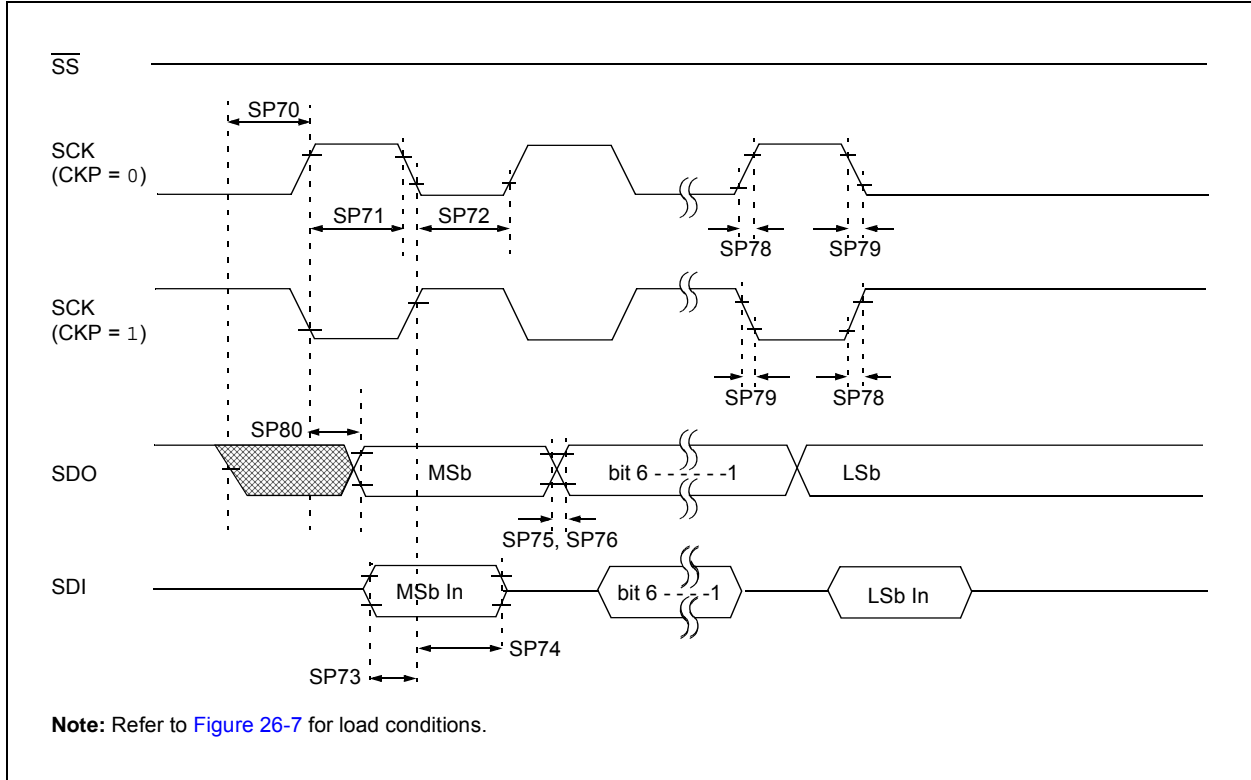 SS
SP70
SCK
(CKP = 0)
SP71
SP72
SP78
SP79
SCK
(CKP = 1)
SP79
SP78
SP80
SDO
MSb
bit 6 - - - - - -1
LSb
SP75, SP76
SDI
MSb In
bit 6 - - - -1
LSb In
SP74
SP73
Note: Refer to Figure 26-7 for load conditions.